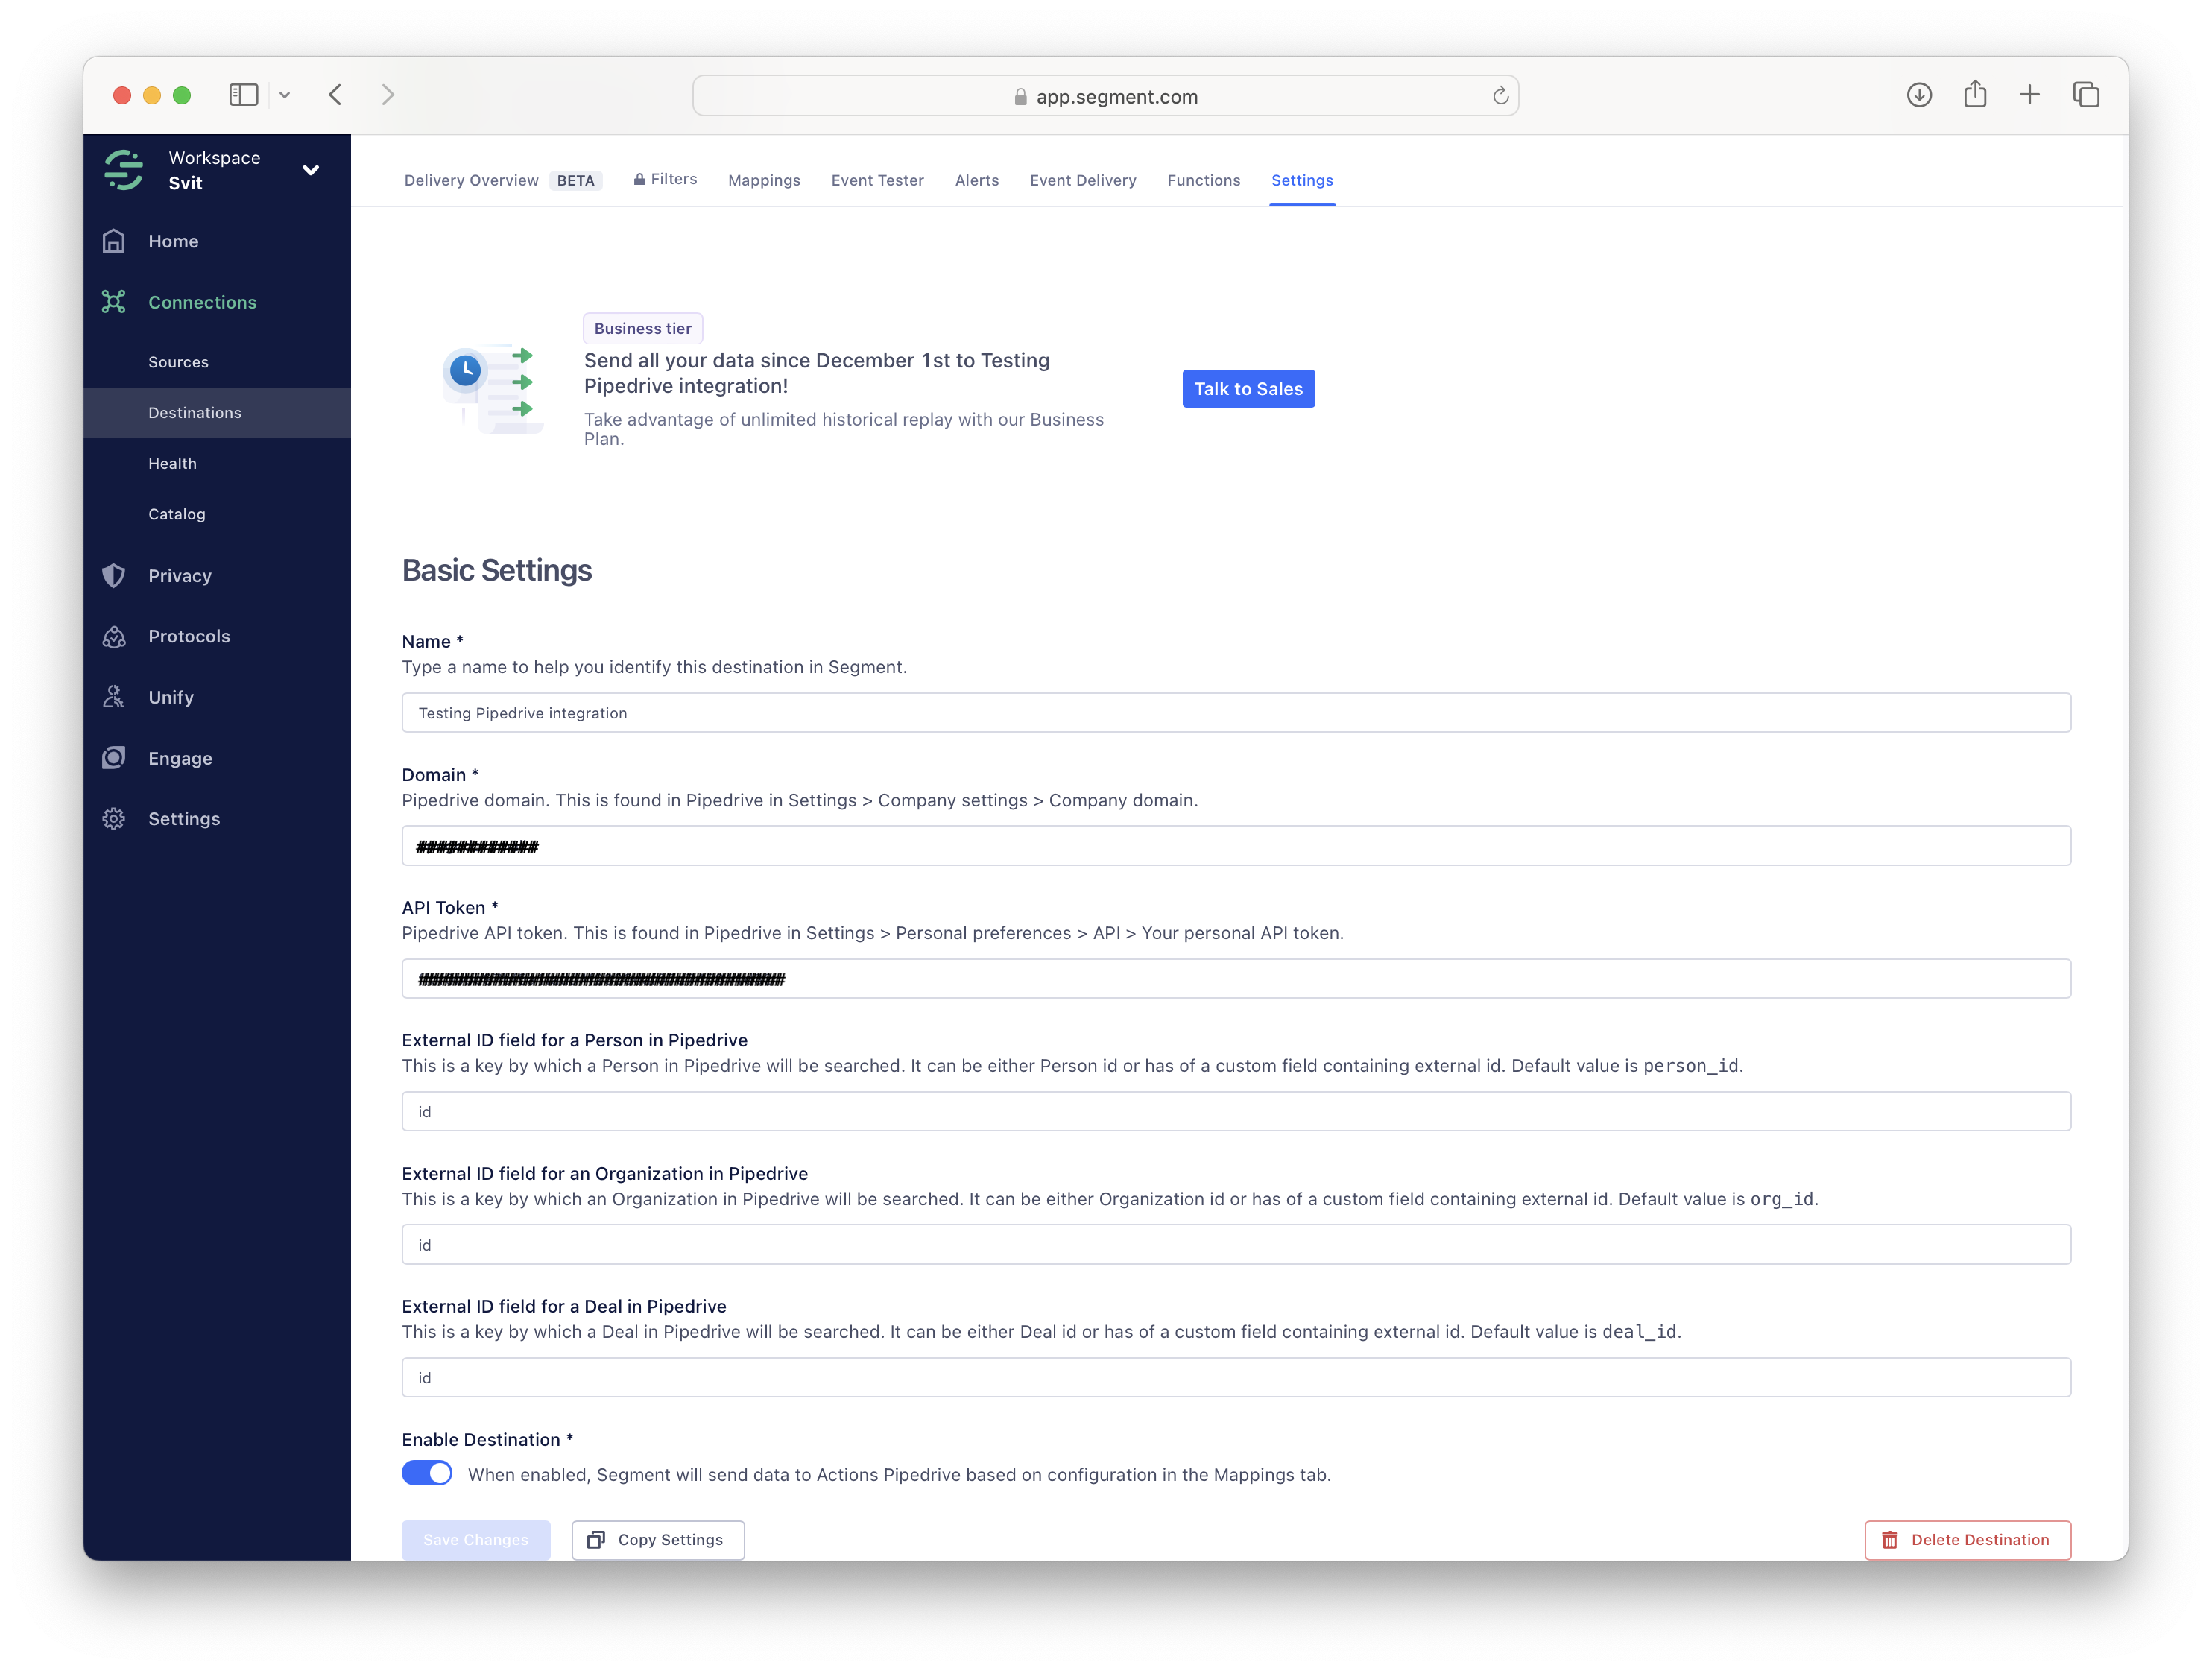 app.segment.com
Workspace
Svit
Home
Connections
Sources
Destinations
Health
Catalog
Privacy
Protocols
Unify
Engage
Settings
Delivery Overview BETA Filters Mappings Event Tester Alerts Event Delivery Functions Settings
Business tier
Send all your data since December 1st to Testing
Pipedrive integration!
Take advantage of unlimited historical replay with our Business
Plan.
Talk to Sales
Basic Settings
Name *
Type a name to help you identify this destination in Segment.
Testing Pipedrive integration
Domain *
Pipedrive domain. This is found in Pipedrive in Settings > Company settings > Company domain.
API Token *
Pipedrive API token. This is found in Pipedrive in Settings > Personal preferences > API > Your personal API token.
External ID field for a Person in Pipedrive
This is a key by which a Person in Pipedrive will be searched. It can be either Person id or has of a custom field containing external id. Default value is person_id.
id
External ID field for an Organization in Pipedrive
This is a key by which an Organization in Pipedrive will be searched. It can be either Organization id or has of a custom field containing external id. Default value is org_id.
id
External ID field for a Deal in Pipedrive
This is a key by which a Deal in Pipedrive will be searched. It can be either Deal id or has of a custom field containing external id. Default value is deal_id.
id
Enable Destination *
When enabled, Segment will send data to Actions Pipedrive based on configuration in the Mappings tab.
Save Changes
Copy Settings
Delete Destination